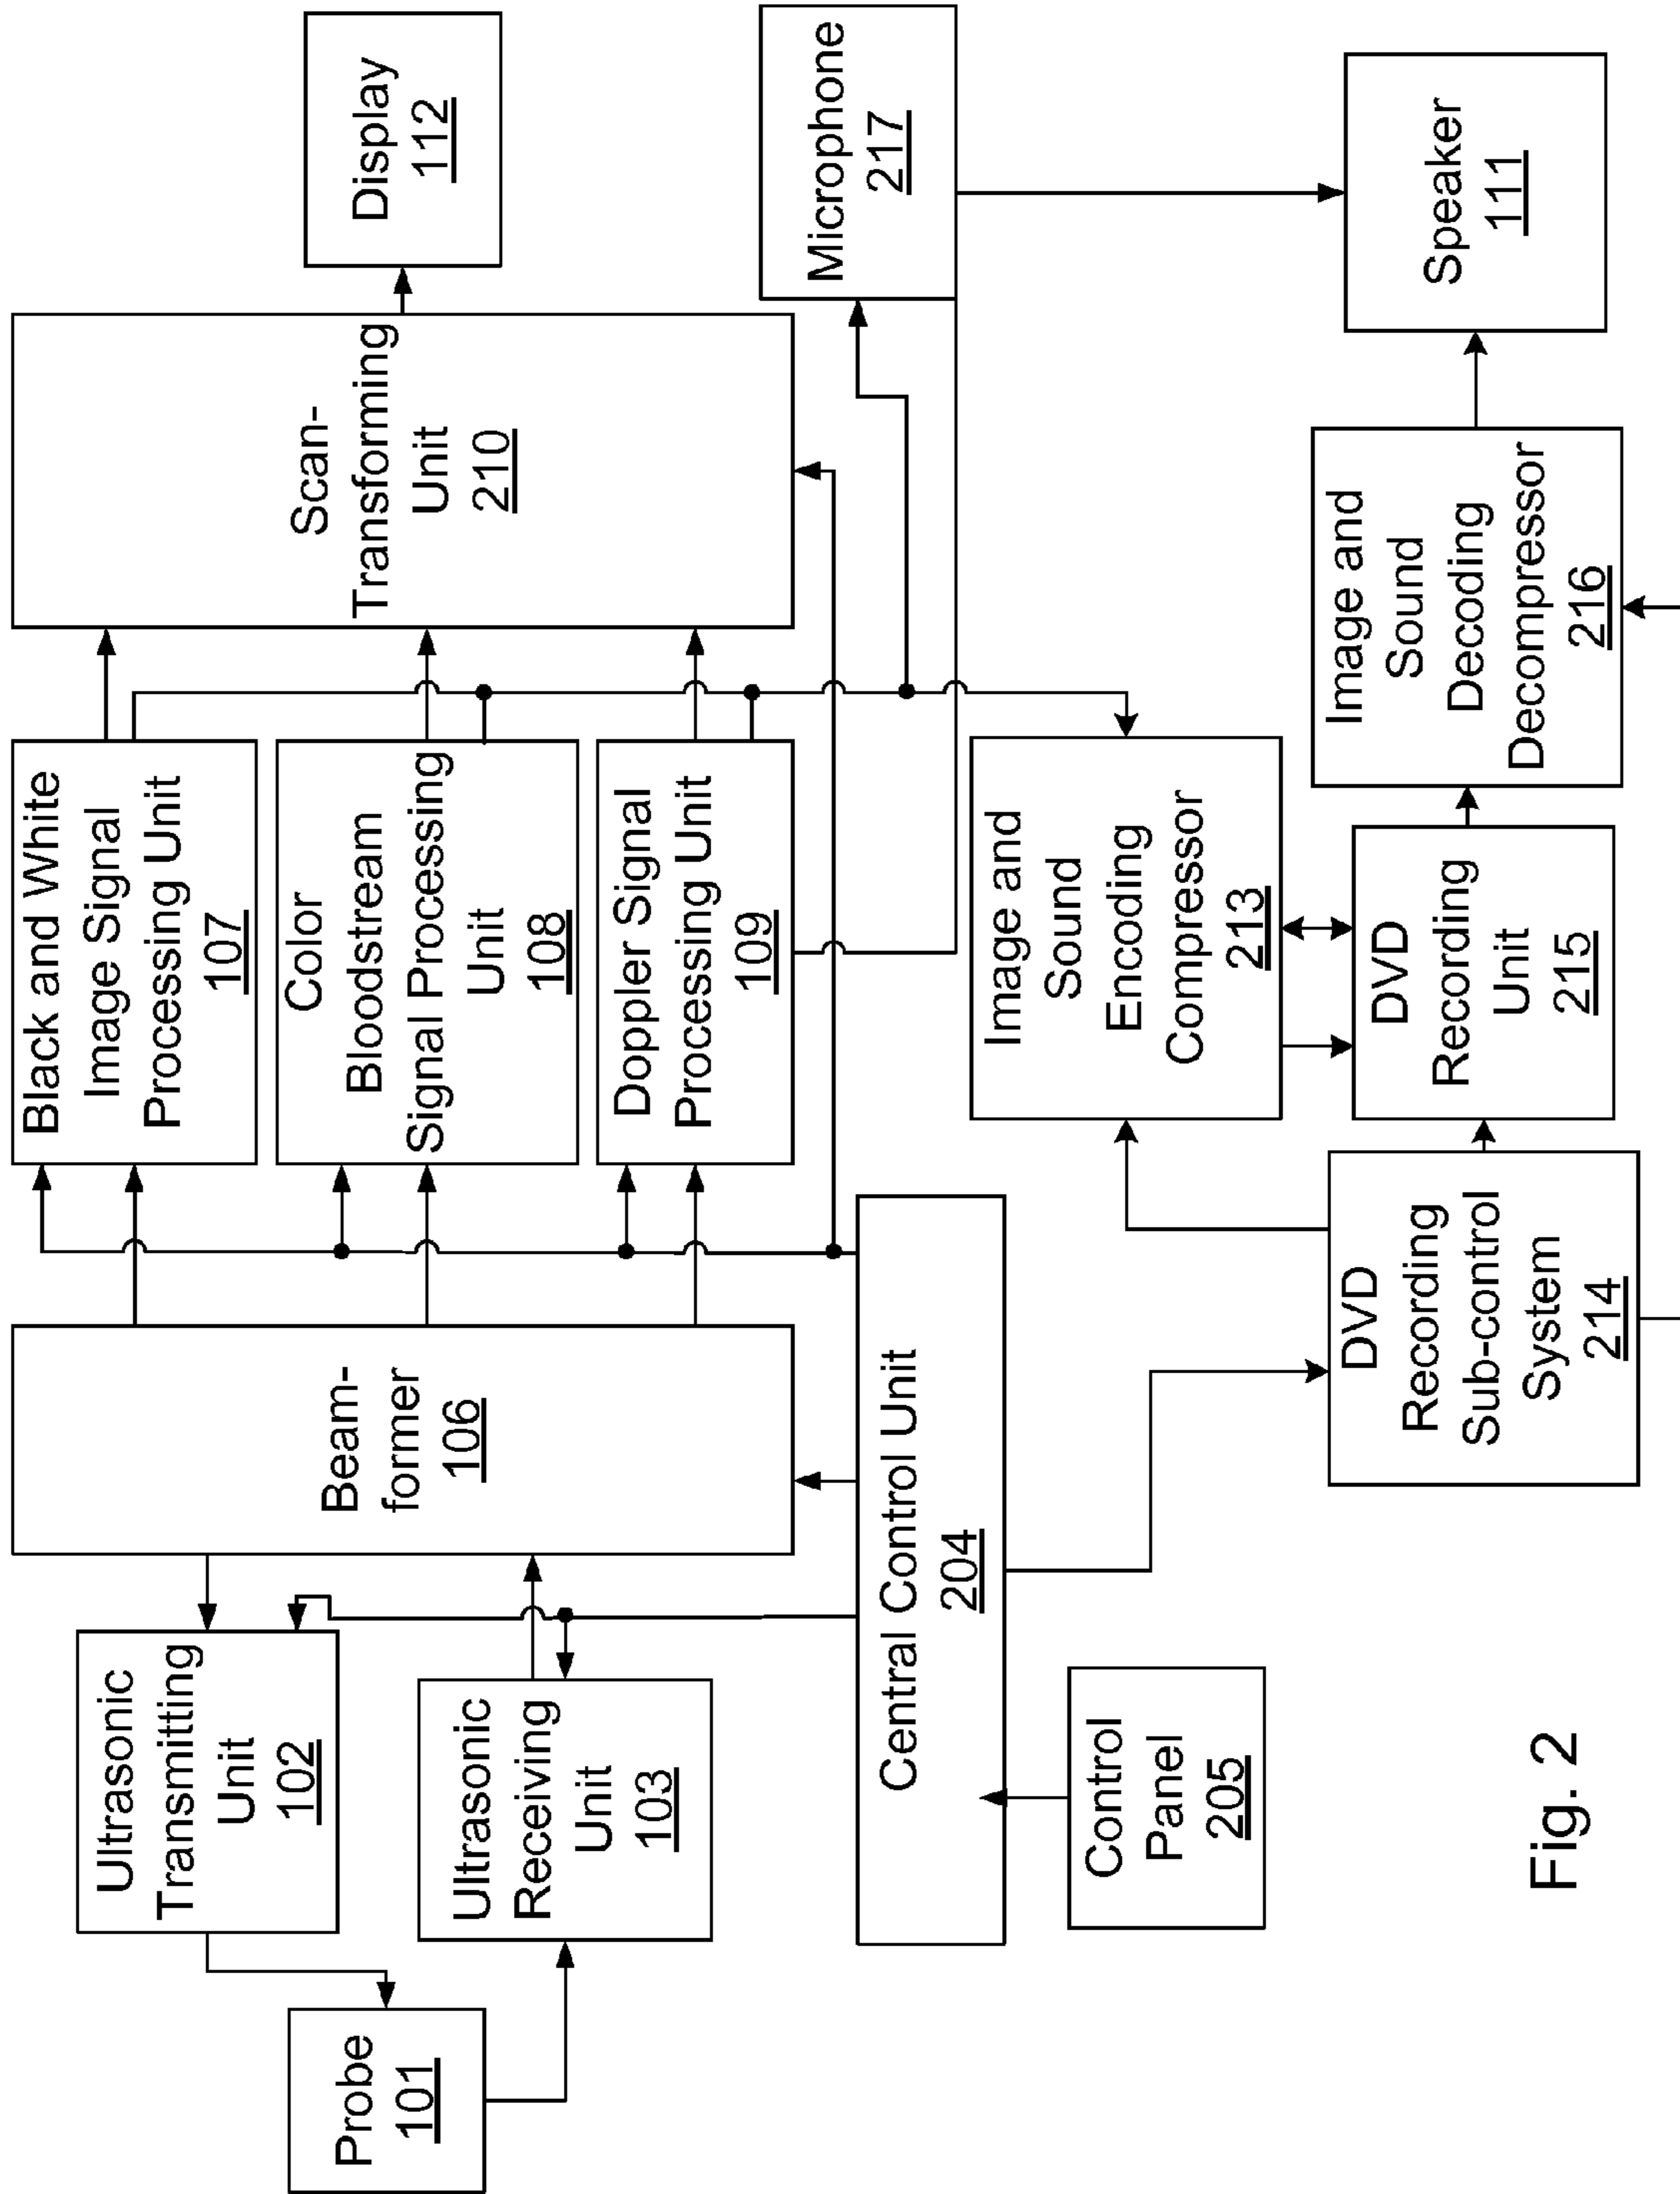 Probe
101
Ultrasonic
Transmitting
Unit
102
Ultrasonic
Receiving
Unit
103
Beam-
former
106
Black and White
Image Signal
Processing Unit
107
Color
Bloodstream
Signal Processing
Unit
108
Doppler Signal
Processing Unit
109
Scan-
Transforming
Unit
210
Display
112
Central Control Unit
204
Microphone
217
Control
Panel
205
Image and
Sound
Encoding
Compressor
213
DVD
Recording
Sub-control
System
214
DVD
Recording
Unit
215
Image and
Sound
Decoding
Decompressor
216
Speaker
111
Fig. 2